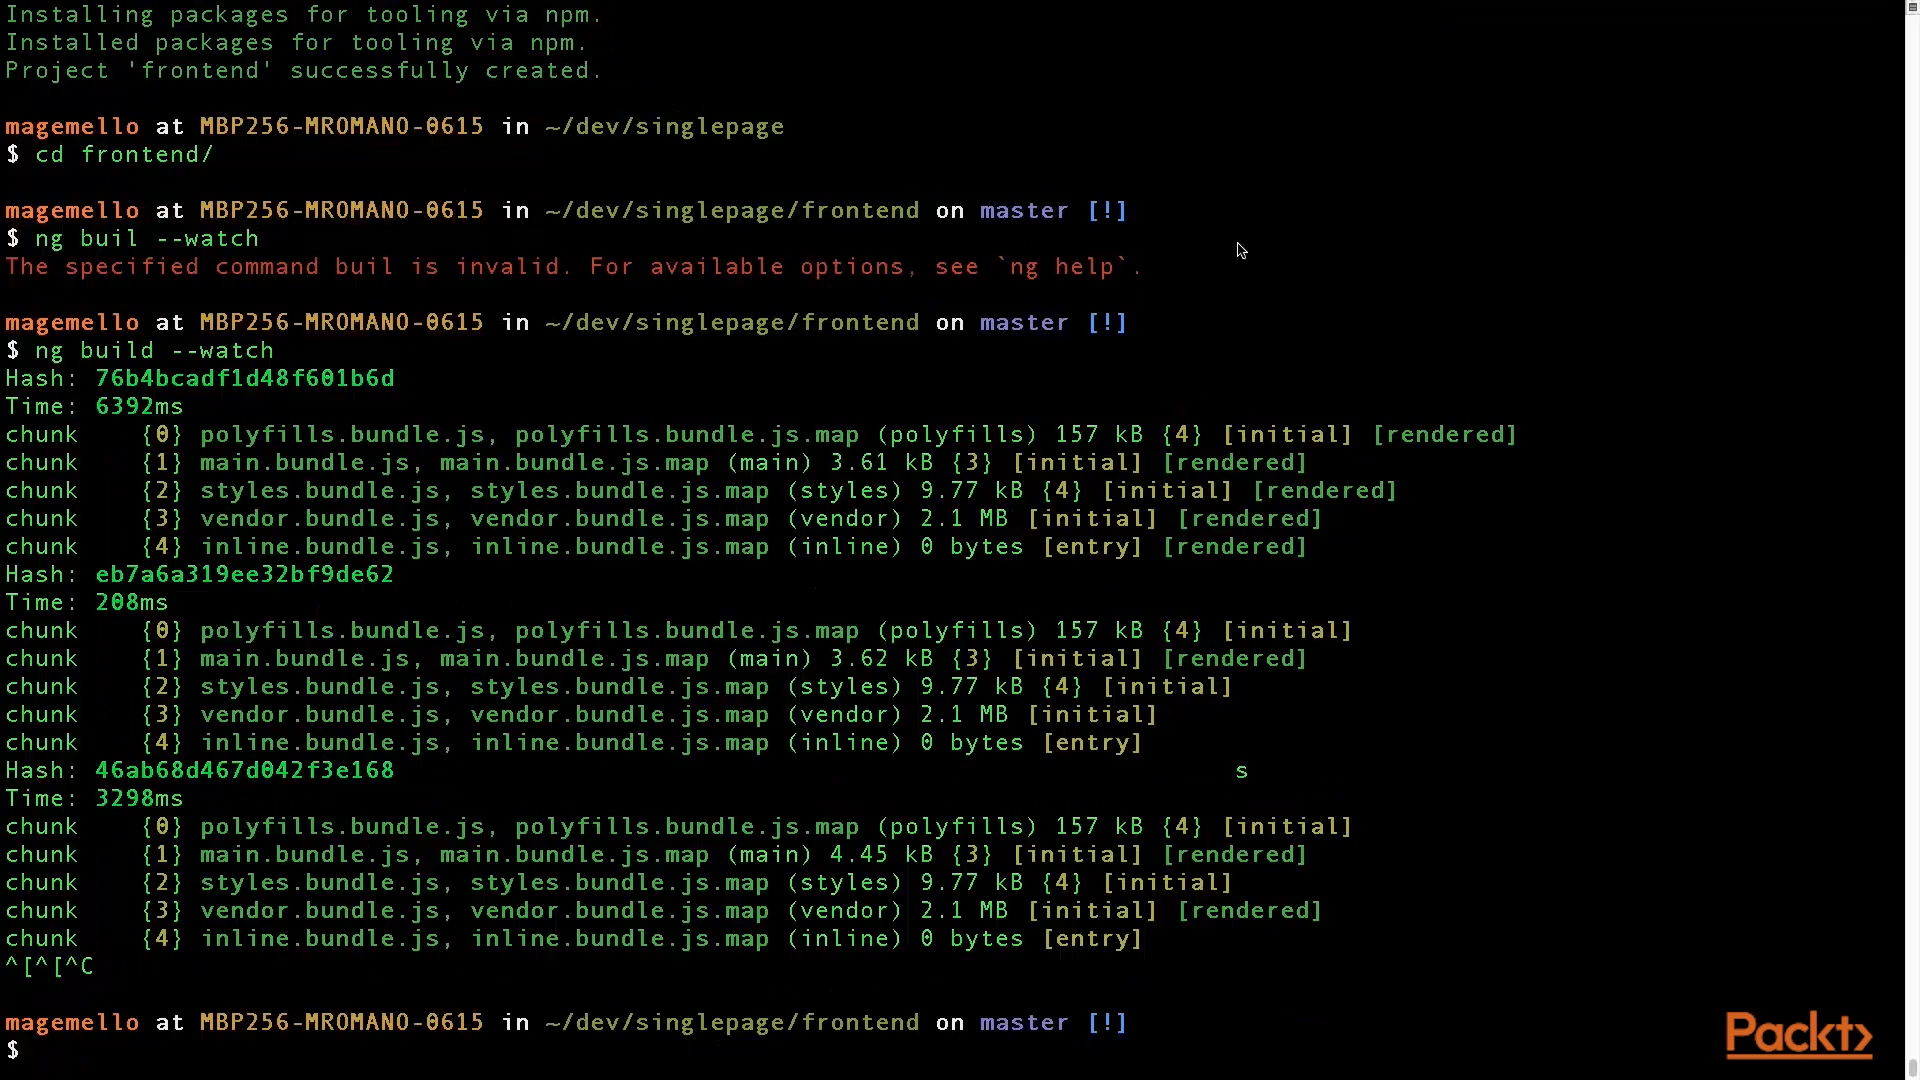 Installing packages for tooling via npm.
Installed packages for tooling via npm.
Project 'frontend' successfully created.
magemello at MBP256-MROMANO-0615 in ~/dev/singlepage
$ cd frontend/
magemello at MBP256-MROMANO-0615 in ~/dev/singlepage/frontend on master [!]
$ ng buil --watch
The specified command buil is invalid. For available options, see `ng help`.
magemello at MBP256-MROMANO-0615 in ~/dev/singlepage/frontend on master [!]
$ ng build --watch
Hash: 76b4bcadf1d48f601b6d
Time: 6392ms
chunk {0} polyfills.bundle.js, polyfills.bundle.js.map (polyfills) 157 kB {4} [initial] [rendered]
chunk {1} main.bundle.js, main.bundle.js.map (main) 3.61 kB {3} [initial] [rendered]
chunk {2} styles.bundle.js, styles.bundle.js.map (styles) 9.77 kB {4} [initial] [rendered]
chunk {3} vendor.bundle.js, vendor.bundle.js.map (vendor) 2.1 MB [initial] [rendered]
chunk {4} inline.bundle.js, inline.bundle.js.map (inline) 0 bytes [entry] [rendered]
Hash: eb7a6a319ee32bf9de62
Time: 208ms
chunk {0} polyfills.bundle.js, polyfills.bundle.js.map (polyfills) 157 kB {4} [initial]
chunk {1} main.bundle.js, main.bundle.js.map (main) 3.62 kB {3} [initial] [rendered]
chunk {2} styles.bundle.js, styles.bundle.js.map (styles) 9.77 kB {4} [initial]
chunk {3} vendor.bundle.js, vendor.bundle.js.map (vendor) 2.1 MB [initial]
chunk {4} inline.bundle.js, inline.bundle.js.map (inline) 0 bytes [entry]
Hash: 46ab68d467d042f3e168 s
Time: 3298ms
chunk {0} polyfills.bundle.js, polyfills.bundle.js.map (polyfills) 157 kB {4} [initial]
chunk {1} main.bundle.js, main.bundle.js.map (main) 4.45 kB {3} [initial] [rendered]
chunk {2} styles.bundle.js, styles.bundle.js.map (styles) 9.77 kB {4} [initial]
chunk {3} vendor.bundle.js, vendor.bundle.js.map (vendor) 2.1 MB [initial] [rendered]
chunk {4} inline.bundle.js, inline.bundle.js.map (inline) 0 bytes [entry]
^[^[^C
magemello at MBP256-MROMANO-0615 in ~/dev/singlepage/frontend on master [!]
$
Packt>